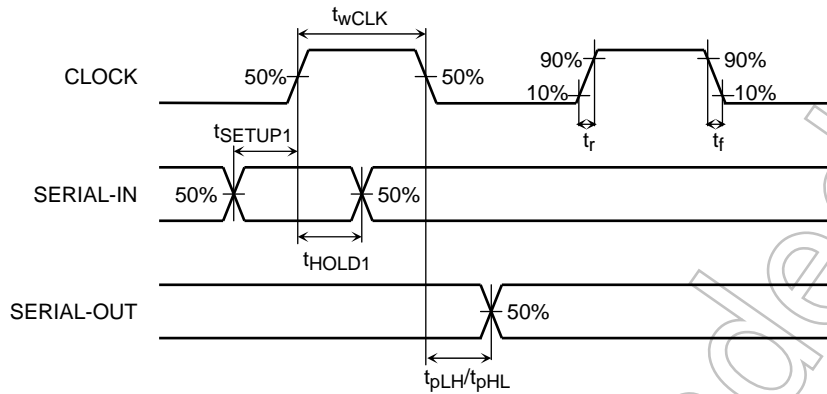 twCLK
CLOCK
50%
50%
90%
90%
10%
10%
tSETUP1
tr
tf
SERIAL-IN
50%
50%
tHOLD1
SERIAL-OUT
50%
tpLH/tpHL